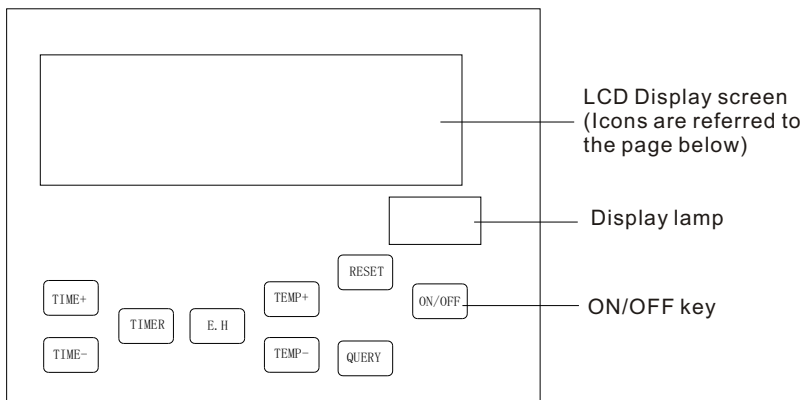 LCD Display screen
(Icons are referred to
the page below)
Display lamp
RESET
TIME+
TEMP+
ON/OFF
ON/OFF key
TIMER
E.H
TIME-
TEMP-
QUERY